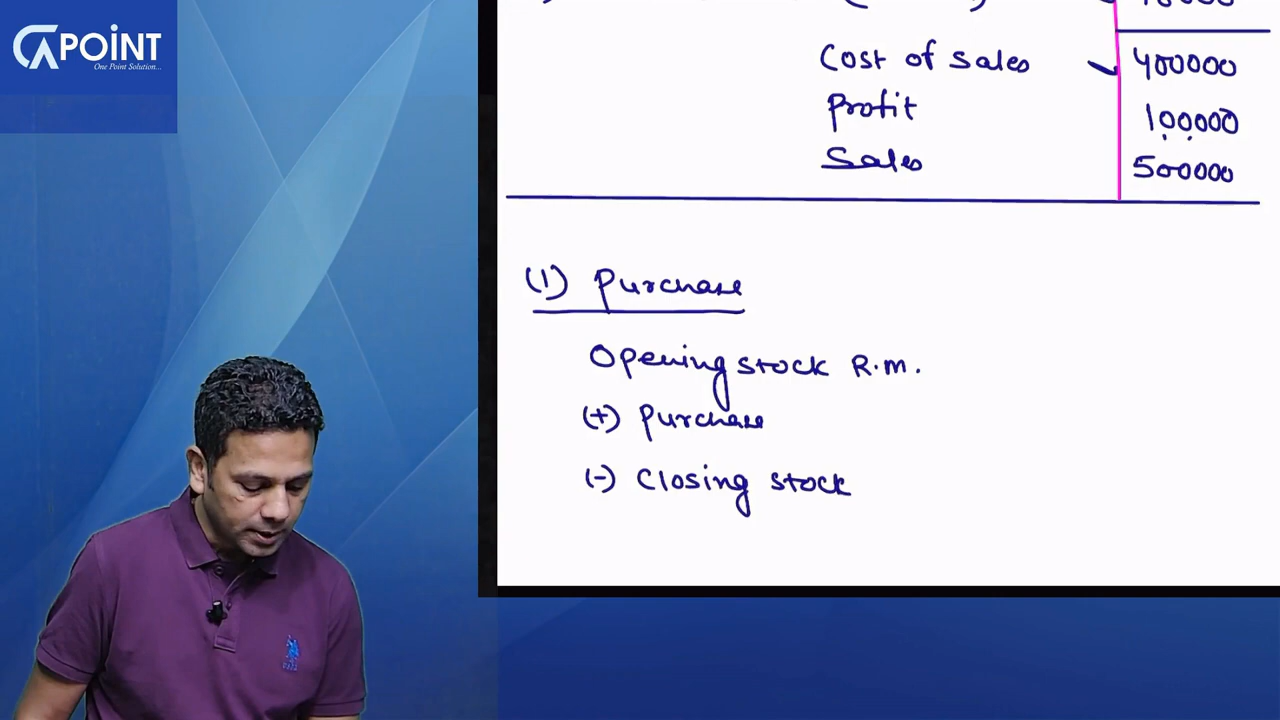 CAPOINT
One Point Solution...
Cost of sales 400000
Profit 100000
Sales 500000
(1) Purchase
Opening stock R.M.
(+) Purchase
(-) Closing stock